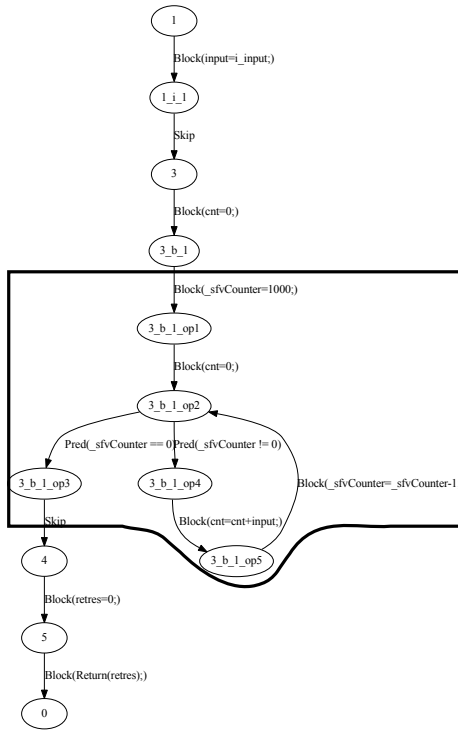 1
Block(input=i_input;)
1_i_1
Skip
3
Block(cnt=0;)
3_b_1
Block(_sfvCounter=1000;)
3_b_1_op1
Block(cnt=0;)
3_b_1_op2
Pred(_sfvCounter == 0)
Pred(_sfvCounter != 0)
3_b_1_op3
3_b_1_op4
Block(_sfvCounter=_sfvCounter-1
Skip
Block(cnt=cnt+input;)
4
3_b_1_op5
Block(retres=0;)
5
Block(Return(retres);)
0